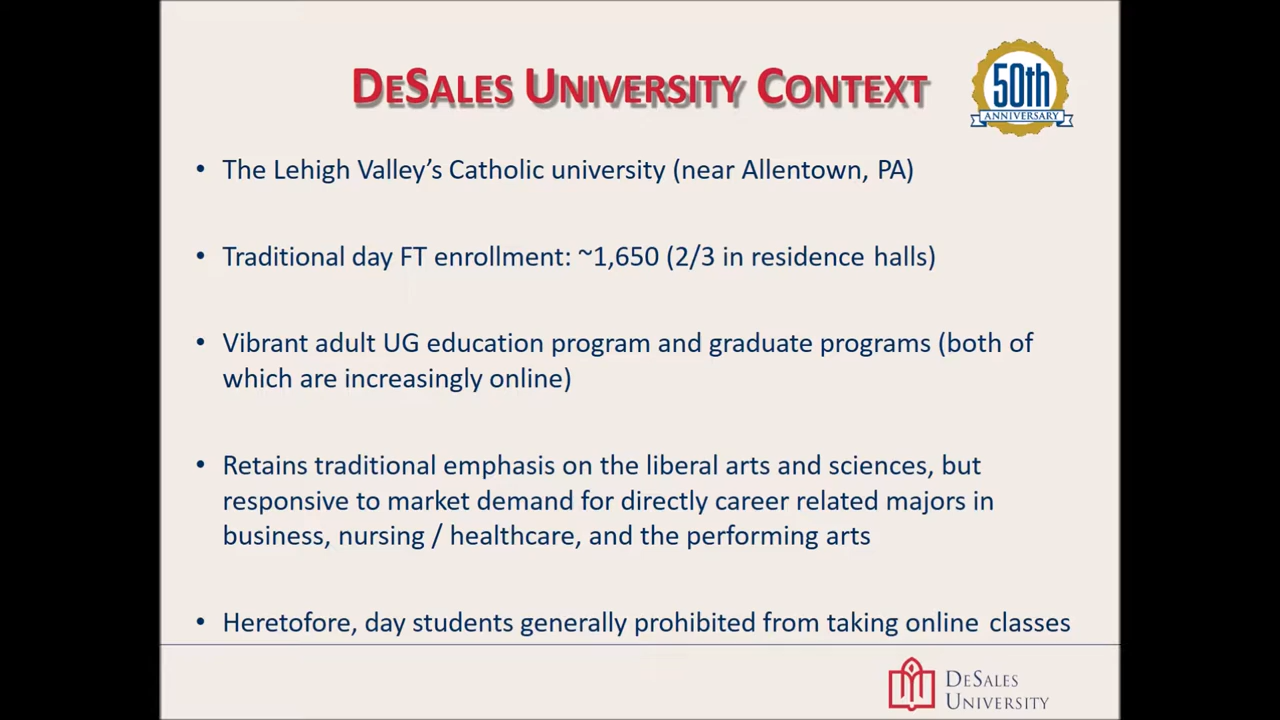 DeSales University Context
50th
ANNIVERSARY
• The Lehigh Valley’s Catholic university (near Allentown, PA)
• Traditional day FT enrollment: ~1,650 (2/3 in residence halls)
• Vibrant adult UG education program and graduate programs (both of
which are increasingly online)
• Retains traditional emphasis on the liberal arts and sciences, but
responsive to market demand for directly career related majors in
business, nursing / healthcare, and the performing arts
• Heretofore, day students generally prohibited from taking online classes
DeSales
University